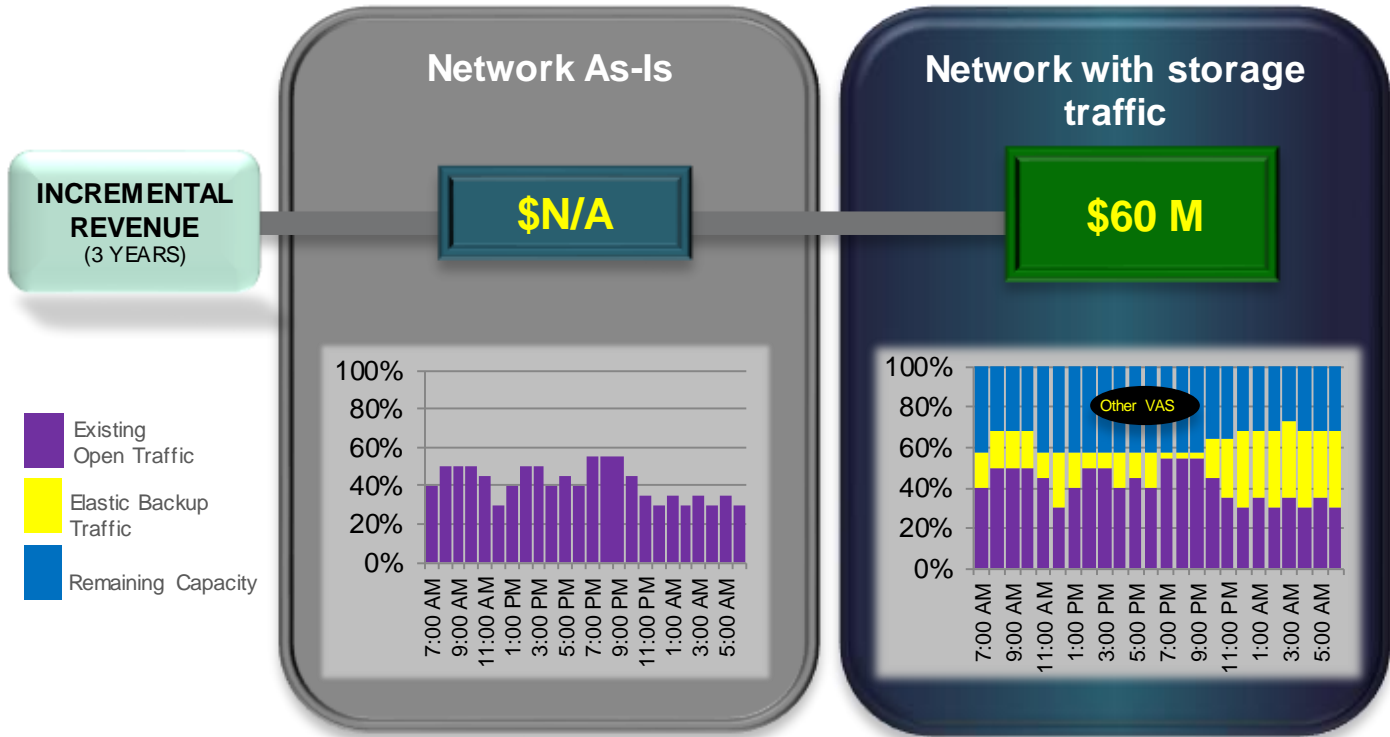 Network As-Is
Network with storage
traffic
INCREMENTAL
REVENUE
(3 YEARS)
$N/A
$60 M
Existing
Open Traffic
Elastic Backup
Traffic
Remaining Capacity
100%
80%
60%
40%
20%
0%
7:00 AM
9:00 AM
11:00 AM
1:00 PM
3:00 PM
5:00 PM
7:00 PM
9:00 PM
11:00 PM
1:00 AM
3:00 AM
5:00 AM
100%
80%
60%
40%
20%
0%
Other VAS
7:00 AM
9:00 AM
11:00 AM
1:00 PM
3:00 PM
5:00 PM
7:00 PM
9:00 PM
11:00 PM
1:00 AM
3:00 AM
5:00 AM